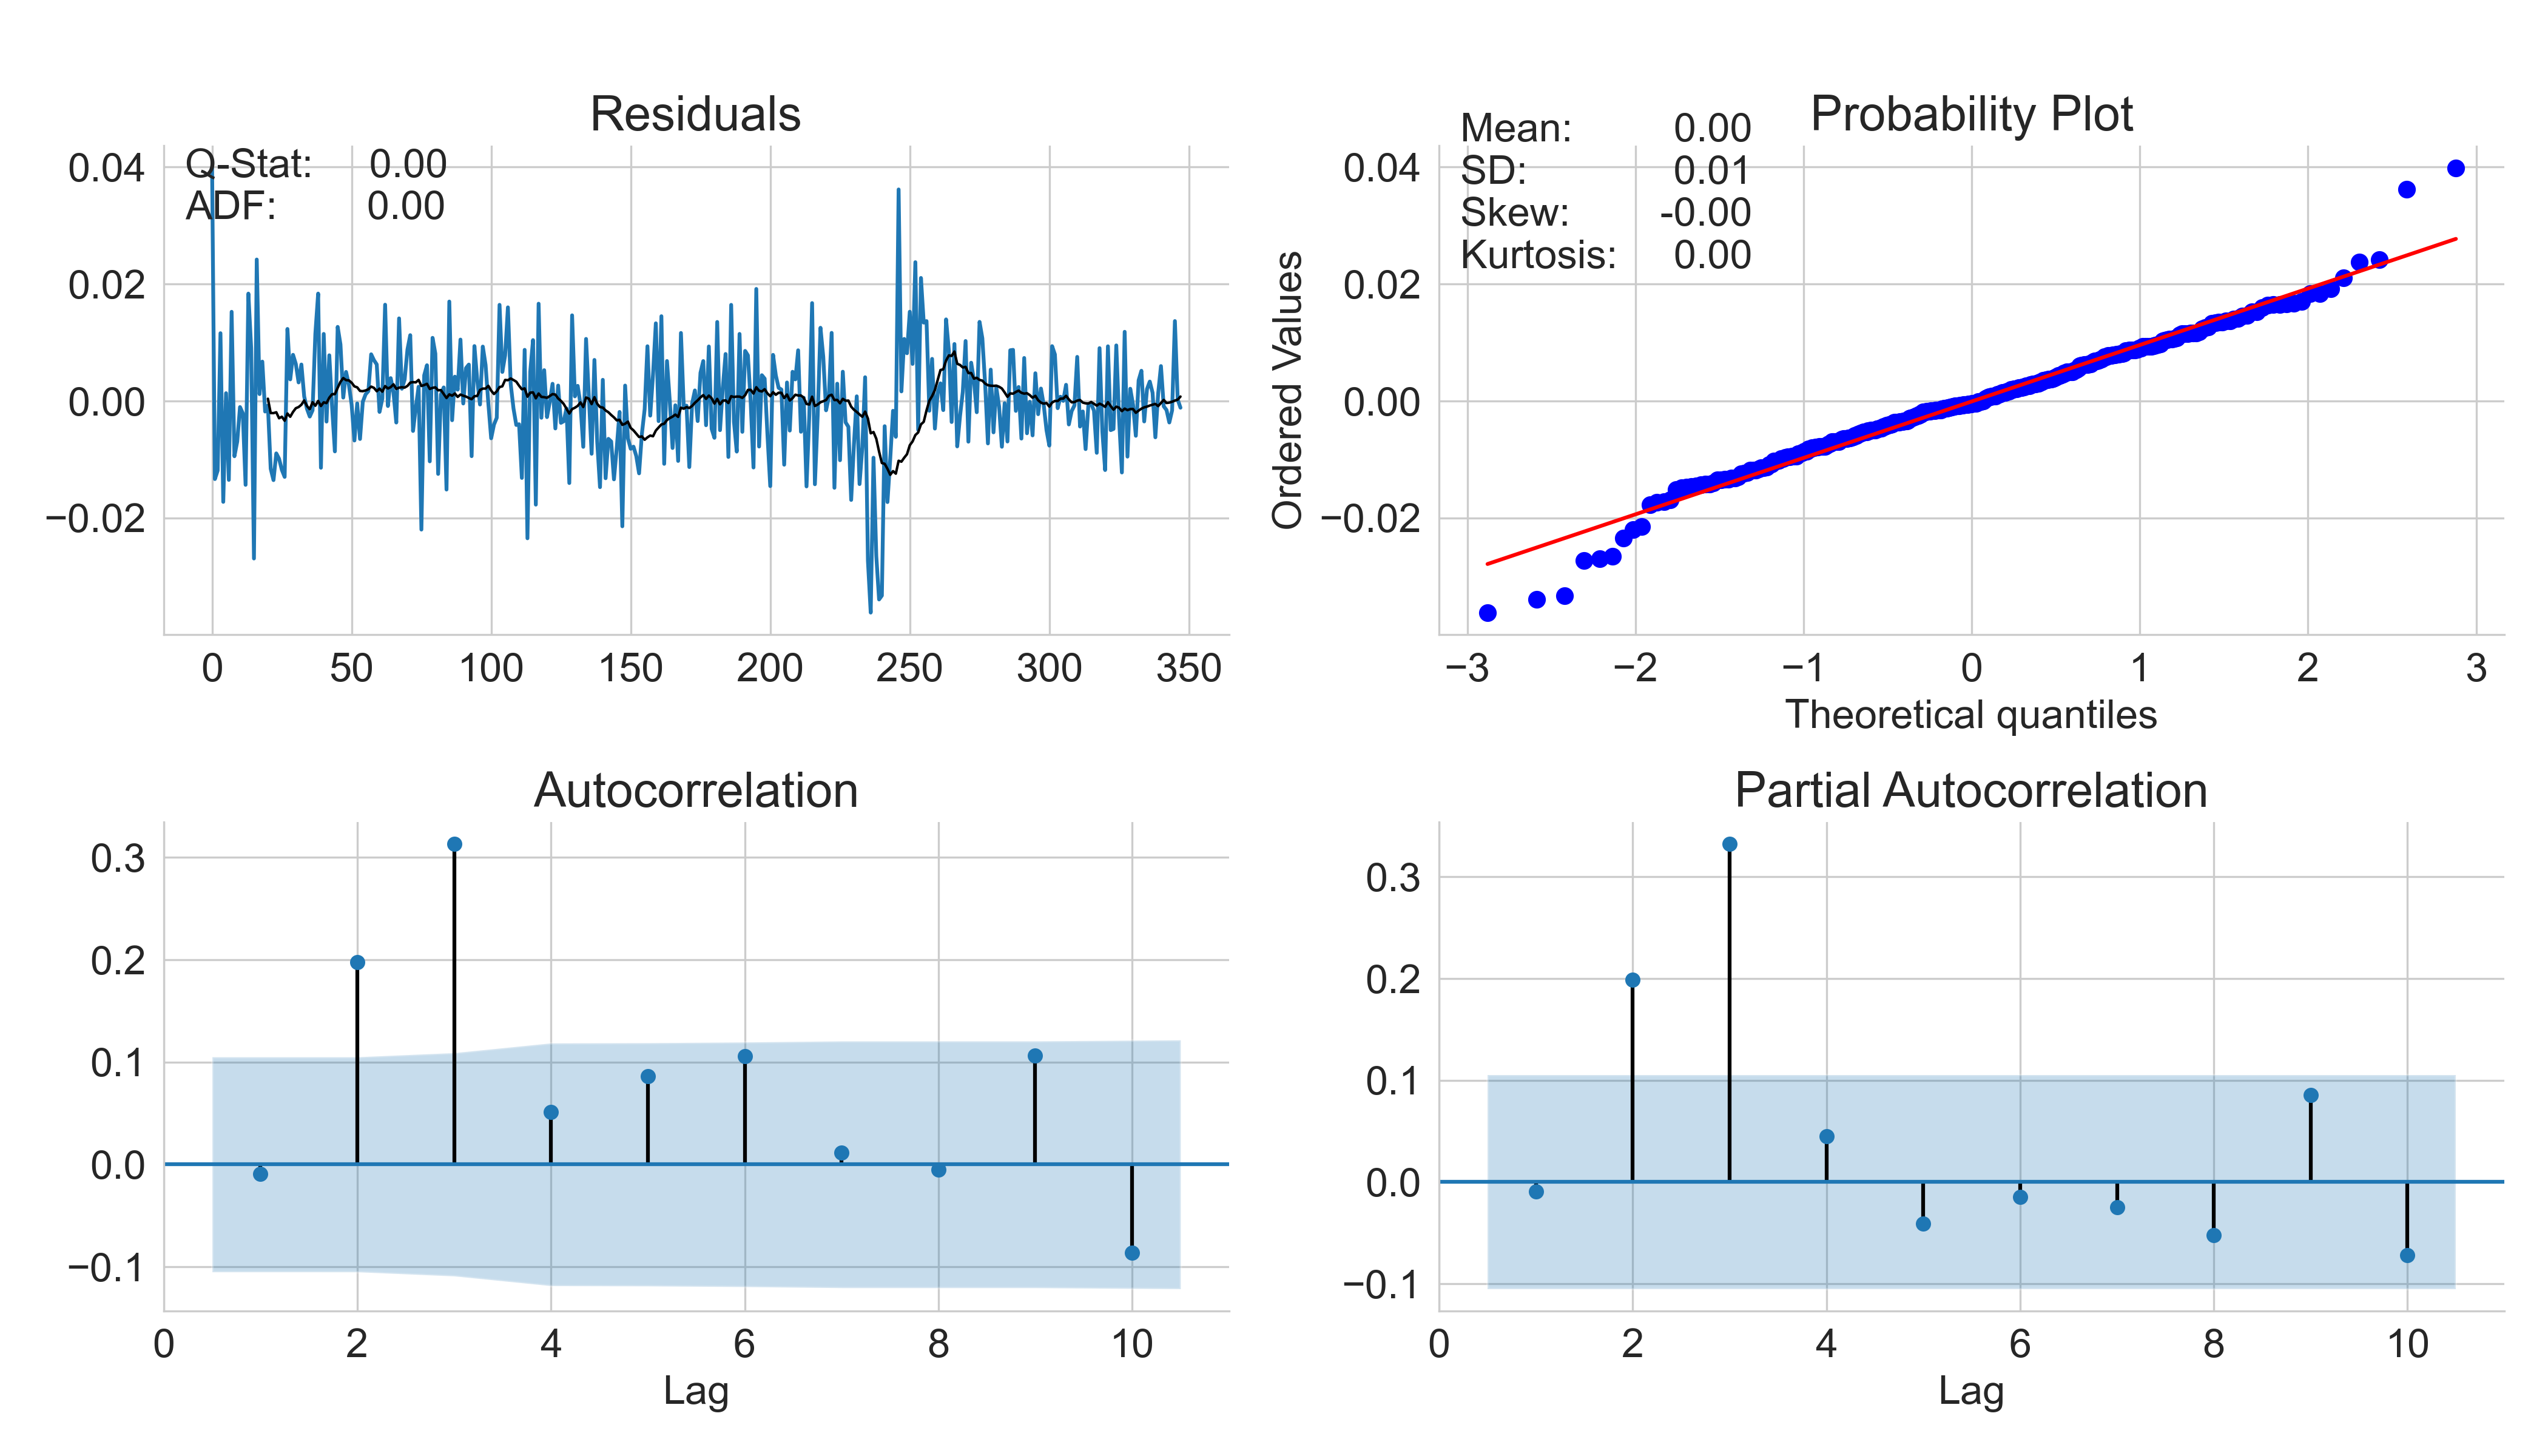 Residuals
Q-Stat: 0.00
ADF: 0.00
0.04
0.02
0.00
−0.02
0 50 100 150 200 250 300 350
Probability Plot
Mean: 0.00
SD: 0.01
Skew: -0.00
Kurtosis: 0.00
Ordered Values
0.04
0.02
0.00
−0.02
−3 −2 −1 0 1 2 3
Theoretical quantiles
Autocorrelation
0.3
0.2
0.1
0.0
−0.1
0 2 4 6 8 10
Lag
Partial Autocorrelation
0.3
0.2
0.1
0.0
−0.1
0 2 4 6 8 10
Lag